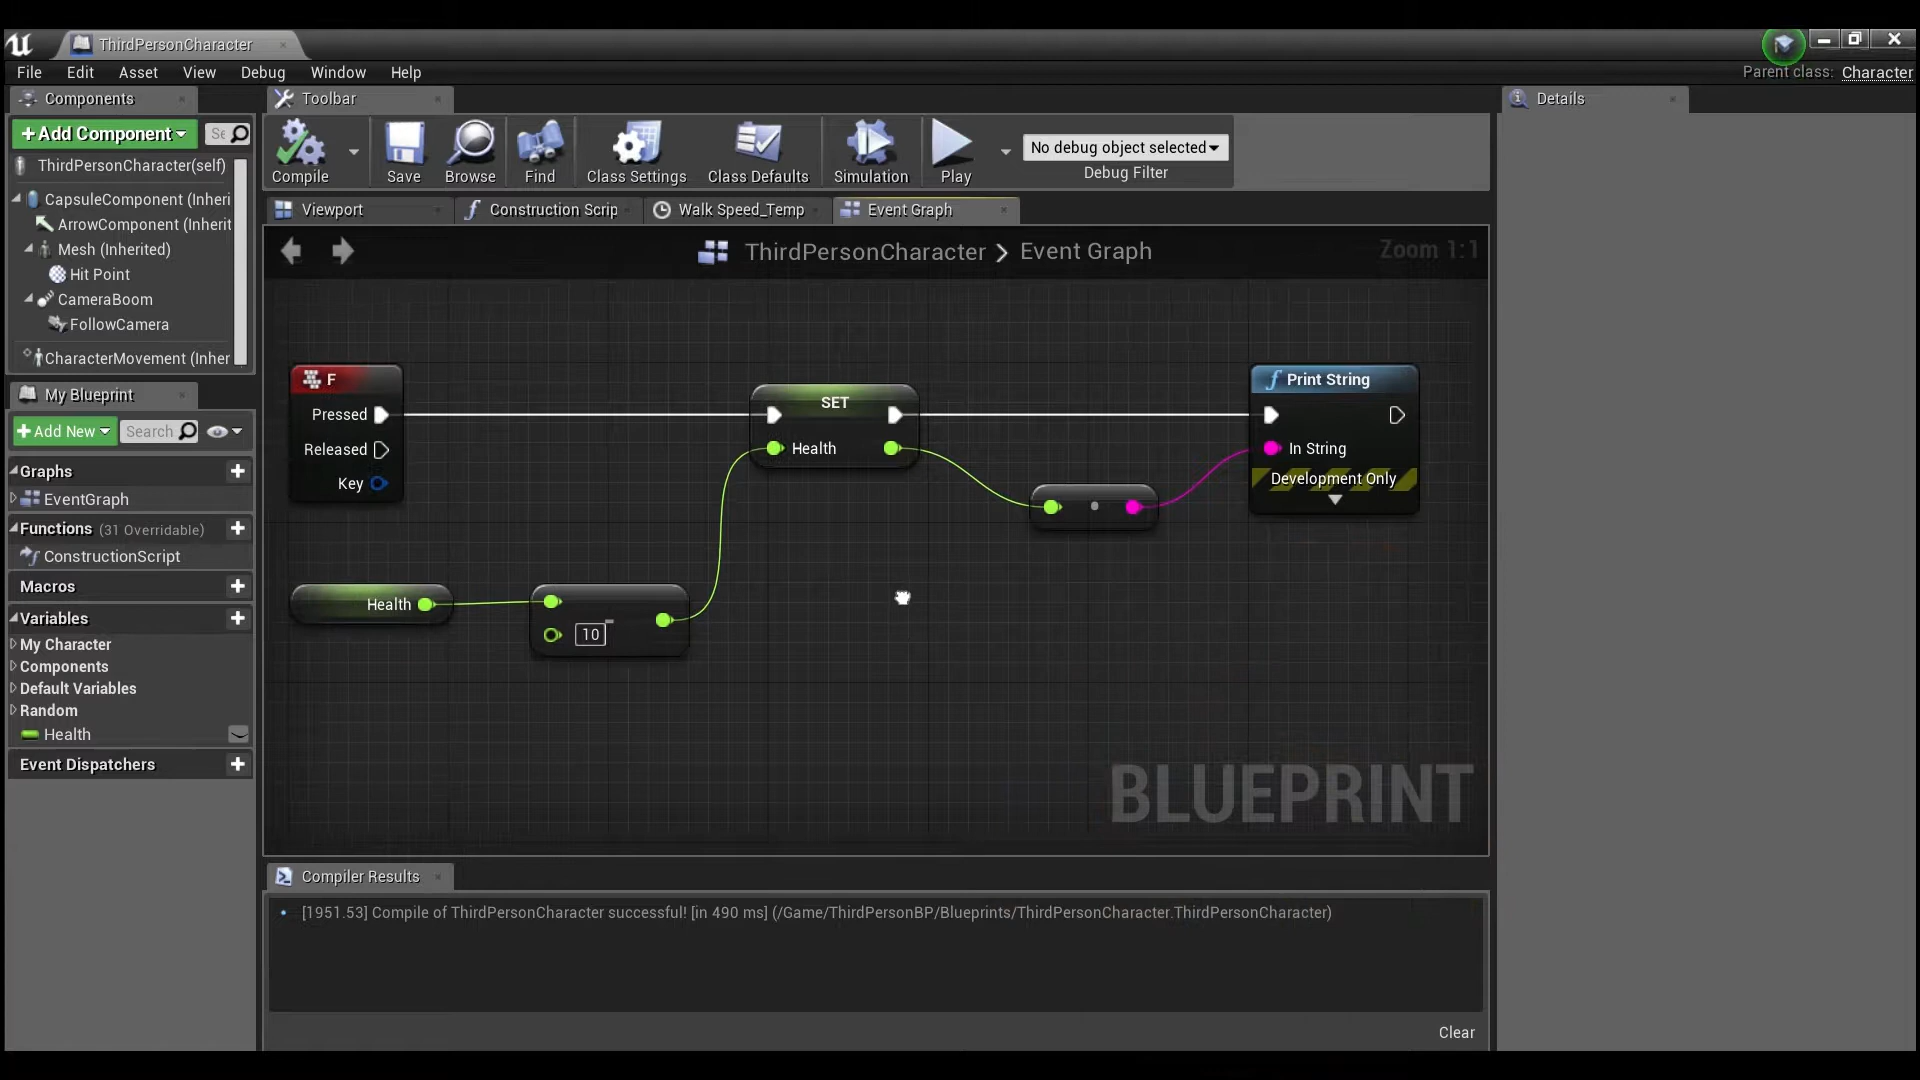 ThirdPersonCharacter
File Edit Asset View Debug Window Help
Parent class: Character
Components
Toolbar
Details
+Add Component
Se
Compile
Save
Browse
Find
Class Settings
Class Defaults
Simulation
Play
No debug object selected
Debug Filter
ThirdPersonCharacter(self)
CapsuleComponent (Inheri
ArrowComponent (Inherit
Mesh (Inherited)
Hit Point
CameraBoom
FollowCamera
CharacterMovement (Inher
Viewport
Construction Scrip
Walk Speed_Temp
Event Graph
ThirdPersonCharacter > Event Graph
Zoom 1:1
My Blueprint
+Add New
Search
Graphs
EventGraph
Functions (31 Overridable)
ConstructionScript
Macros
Variables
My Character
Components
Default Variables
Random
Health
Event Dispatchers
F
Pressed
Released
Key
SET
Health
Print String
In String
Development Only
Health
-
10
BLUEPRINT
Compiler Results
[1951.53] Compile of ThirdPersonCharacter successful! [in 490 ms] (/Game/ThirdPersonBP/Blueprints/ThirdPersonCharacter.ThirdPersonCharacter)
Clear